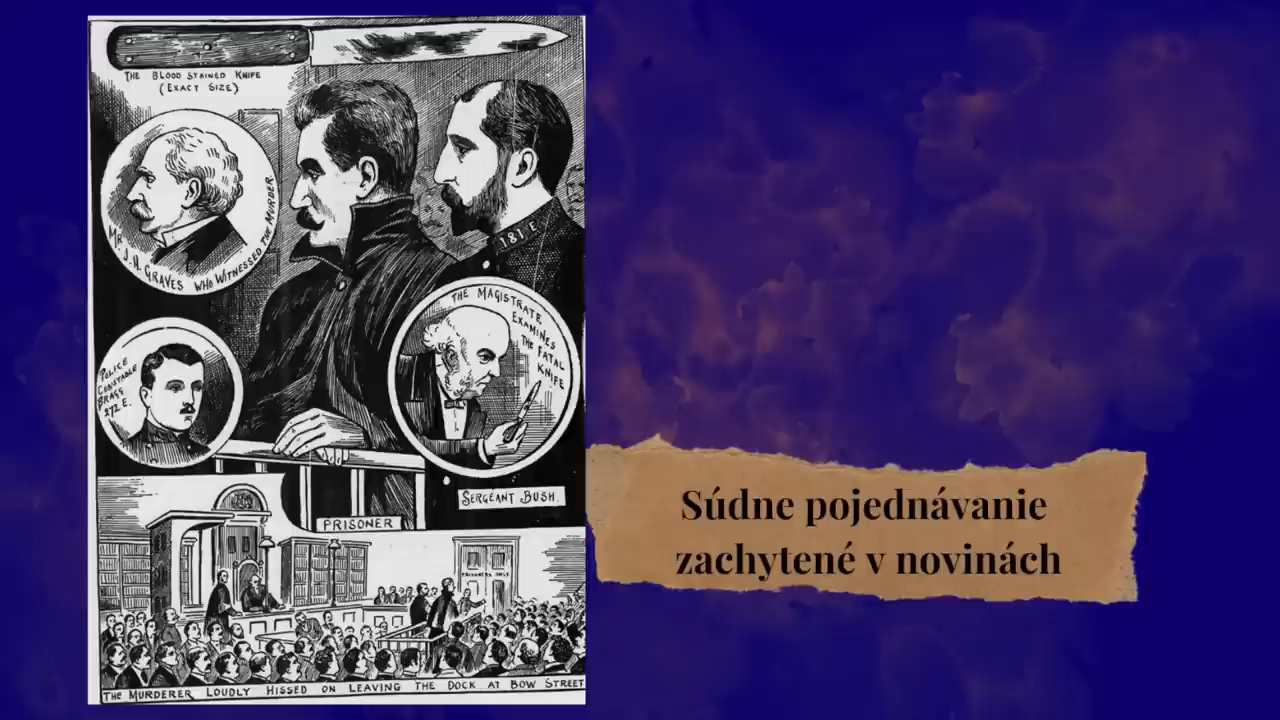 THE BLOOD STAINED KNIFE
(EXACT SIZE)
MR. J. H. GRAVES WHO WITNESSED THE MURDER
181 E.
THE MAGISTRATE
EXAMINES
THE FATAL
KNIFE
POLICE
CONSTABLE
BRAGG
272 E.
SERGEANT BUSH.
PRISONER
PRISONERS ONLY
THE MURDERER LOUDLY HISSED ON LEAVING THE DOCK AT BOW STREET
Súdne pojednávanie
zachytené v novinách